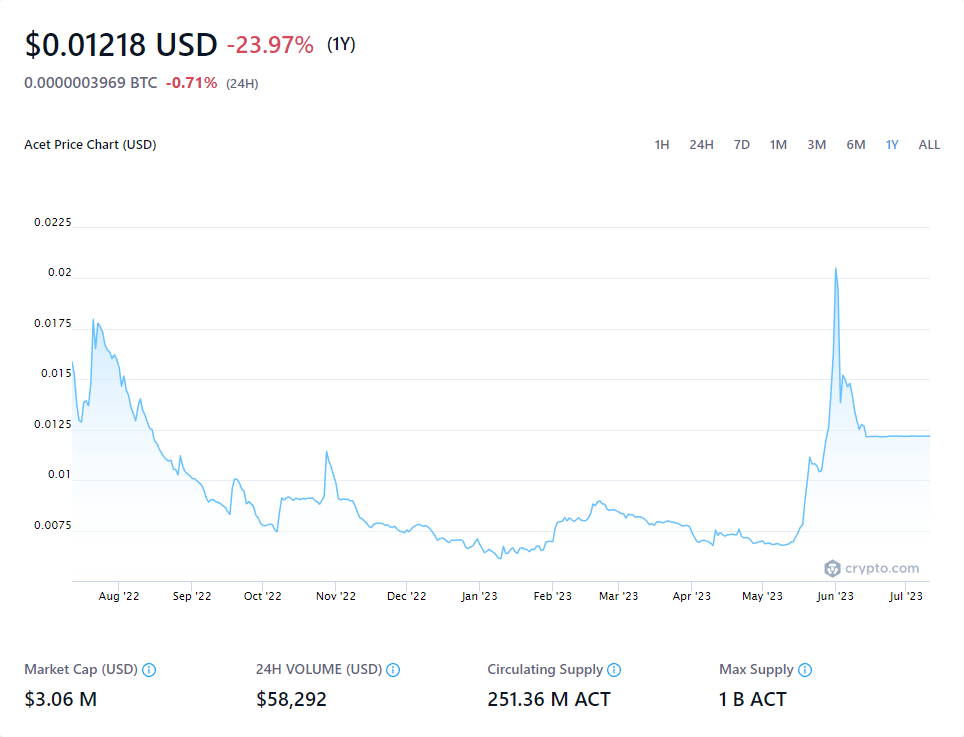 $0.01218 USD -23.97% (1Y)
0.0000003969 BTC -0.71% (24H)
Acet Price Chart (USD) 1H 24H 7D 1M 3M 6M 1Y ALL
0.0225
0.02
0.0175
0.015
0.0125
0.01
0.0075
crypto.com
Aug '22 Sep '22 Oct '22 Nov '22 Dec '22 Jan '23 Feb '23 Mar '23 Apr '23 May '23 Jun '23 Jul '23
Market Cap (USD) 24H VOLUME (USD) Circulating Supply Max Supply
$3.06 M $58,292 251.36 M ACT 1 B ACT